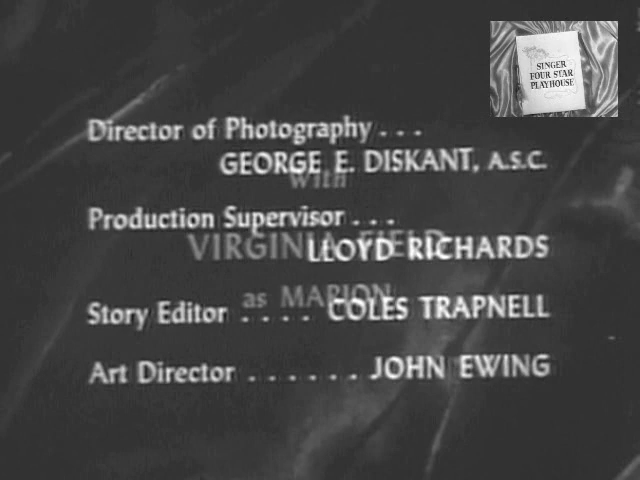 SINGER
FOUR STAR
PLAYHOUSE
Director of Photography . . .
GEORGE E. DISKANT, A.S.C.
with
Production Supervisor . . .
VIRGINIA FIELD
LLOYD RICHARDS
as MARION
Story Editor . . . . COLES TRAPNELL
Art Director . . . . . . JOHN EWING